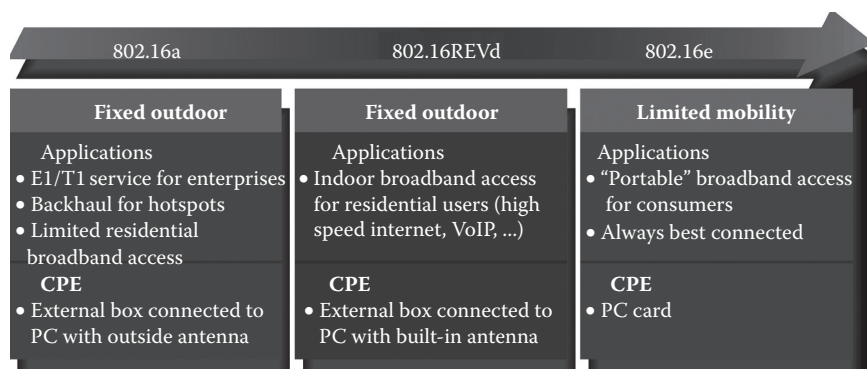 802.16a
802.16REVd
802.16e
Fixed outdoor
Applications
• E1/T1 service for enterprises
• Backhaul for hotspots
• Limited residential
broadband access
CPE
• External box connected to
PC with outside antenna
Fixed outdoor
Applications
• Indoor broadband access
for residential users (high
speed internet, VoIP, ...)
CPE
• External box connected to
PC with built-in antenna
Limited mobility
Applications
• “Portable” broadband access
for consumers
• Always best connected
CPE
• PC card